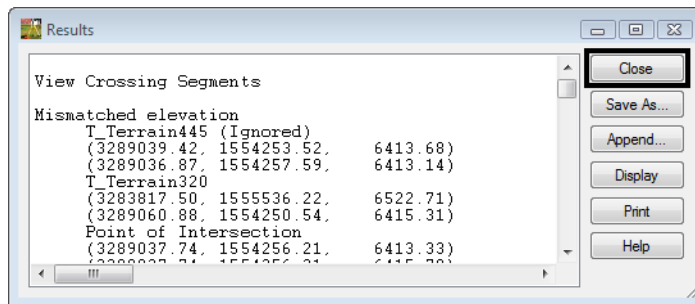 Results
View Crossing Segments
Mismatched elevation
T_Terrain445 (Ignored)
(3289039.42, 1554253.52, 6413.68)
(3289036.87, 1554257.59, 6413.14)
T_Terrain320
(3283817.50, 1555536.22, 6522.71)
(3289060.88, 1554250.54, 6415.31)
Point of Intersection
(3289037.74, 1554256.21, 6413.33)
Close
Save As...
Append...
Display
Print
Help